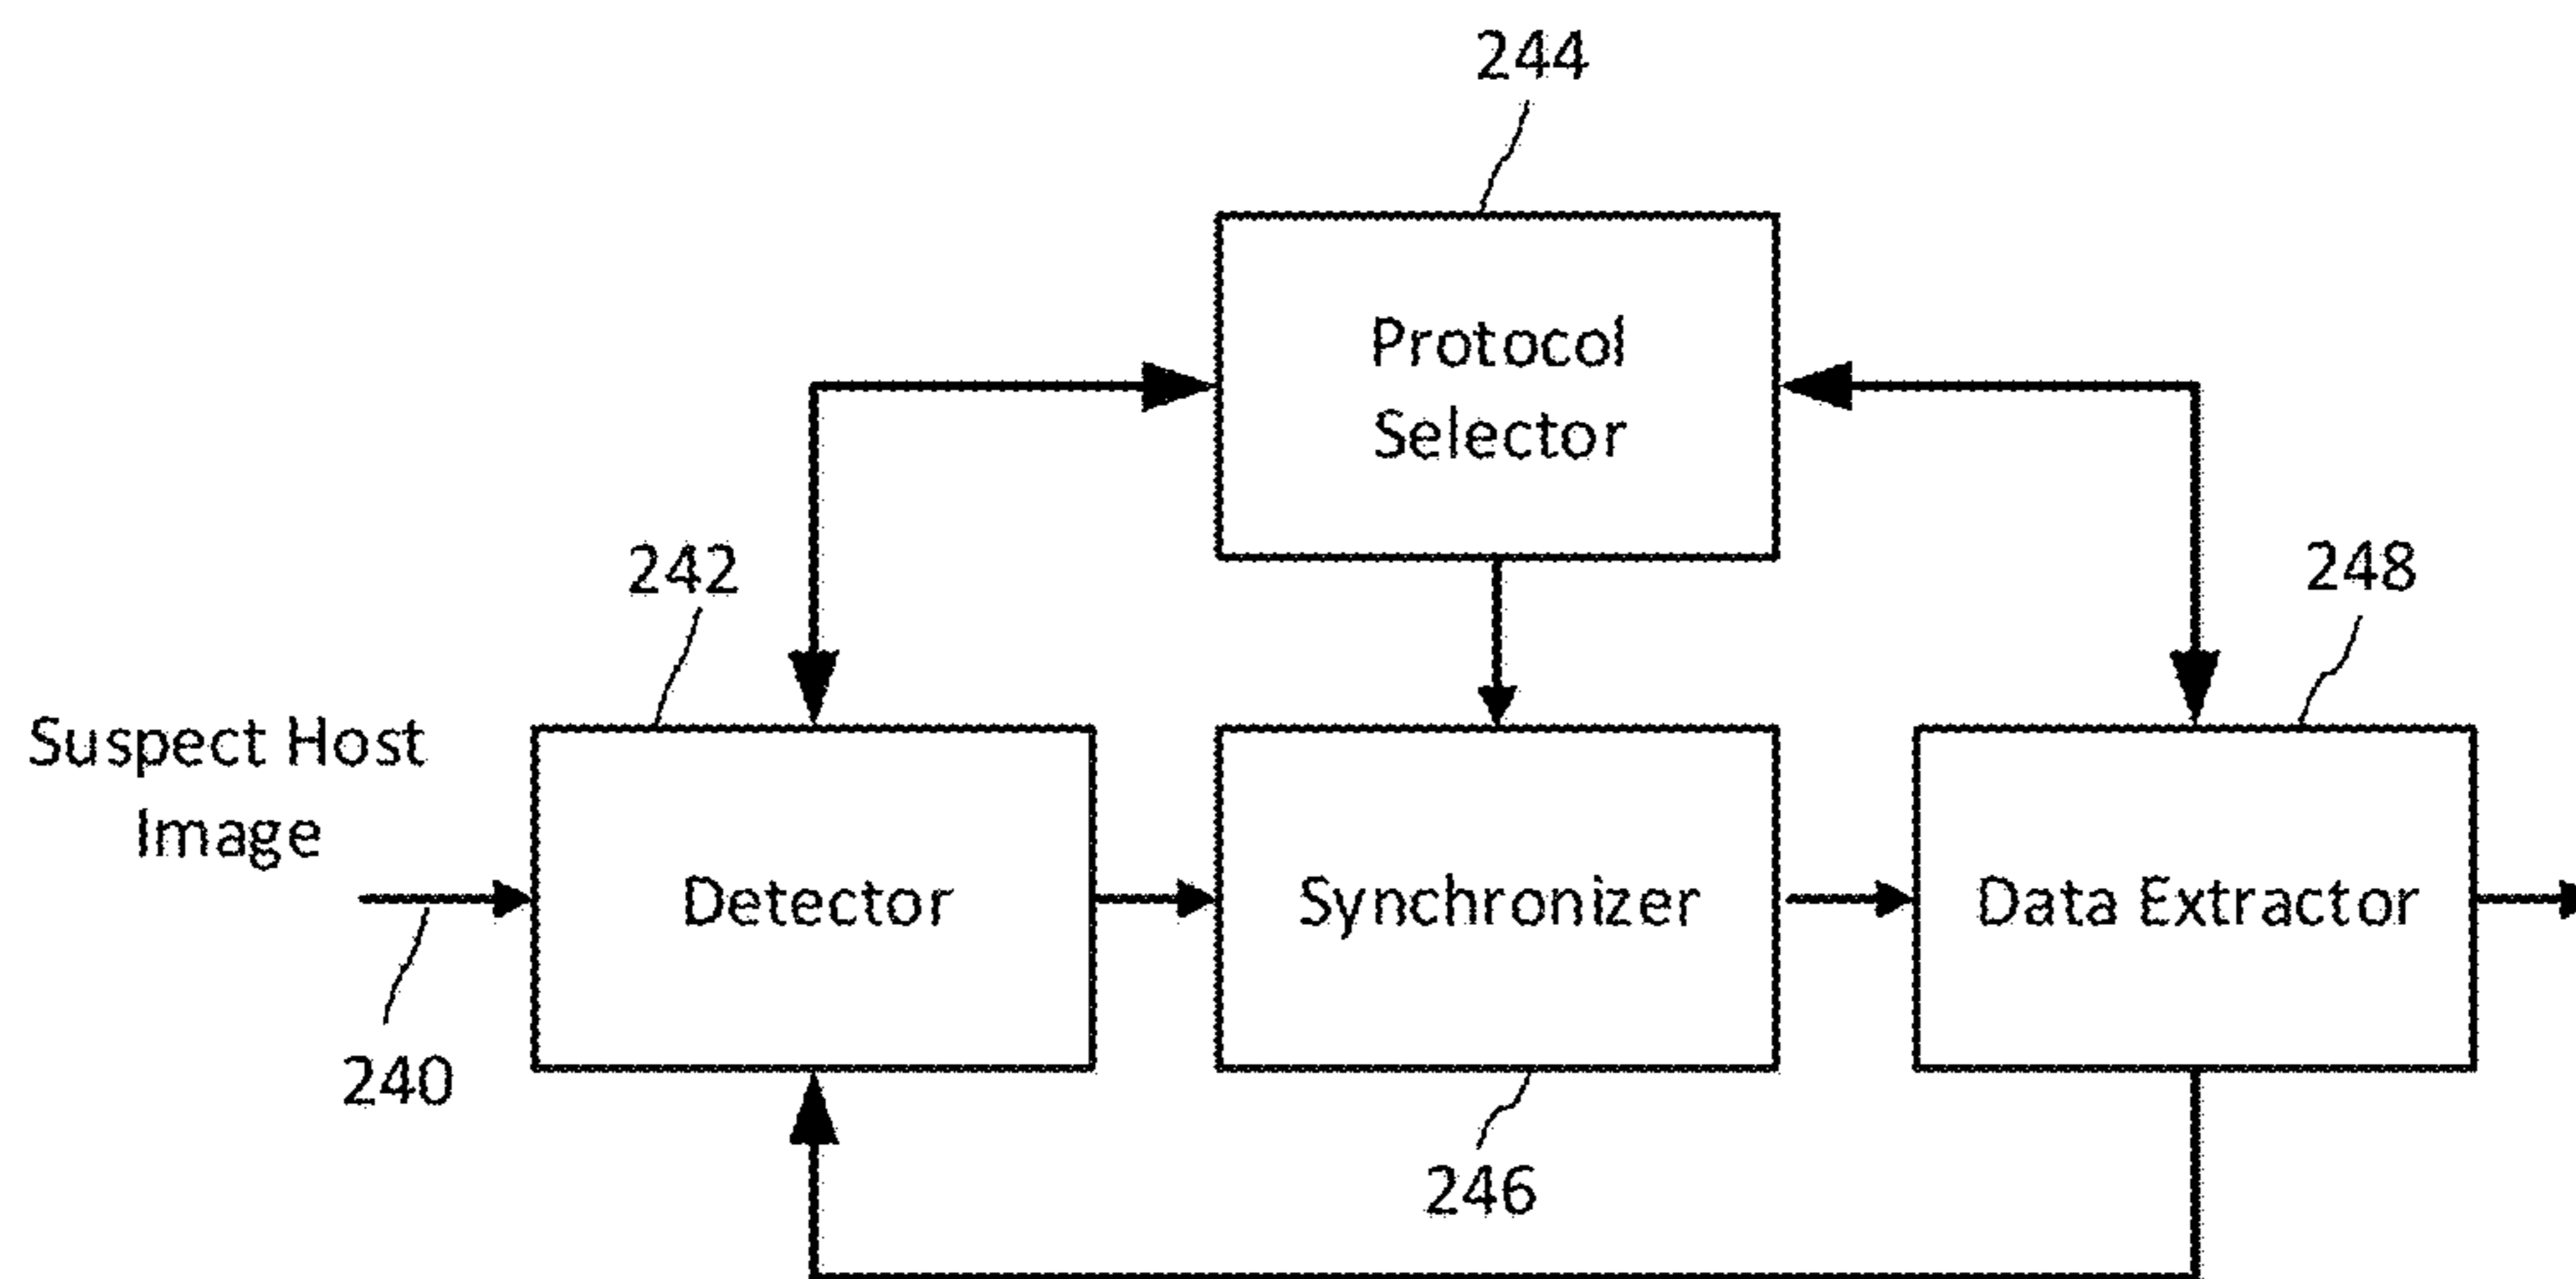 244
Protocol
Selector
242
248
Suspect Host
Image
Detector
Synchronizer
Data Extractor
240
246